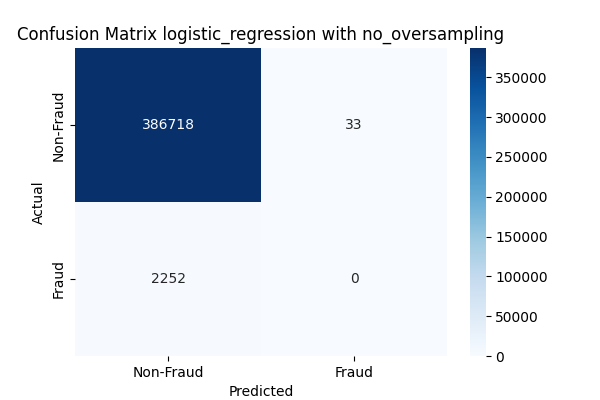 Confusion Matrix logistic_regression with no_oversampling
Actual
Non-Fraud
386718
33
Fraud
2252
0
Non-Fraud
Fraud
Predicted
350000
300000
250000
200000
150000
100000
50000
0